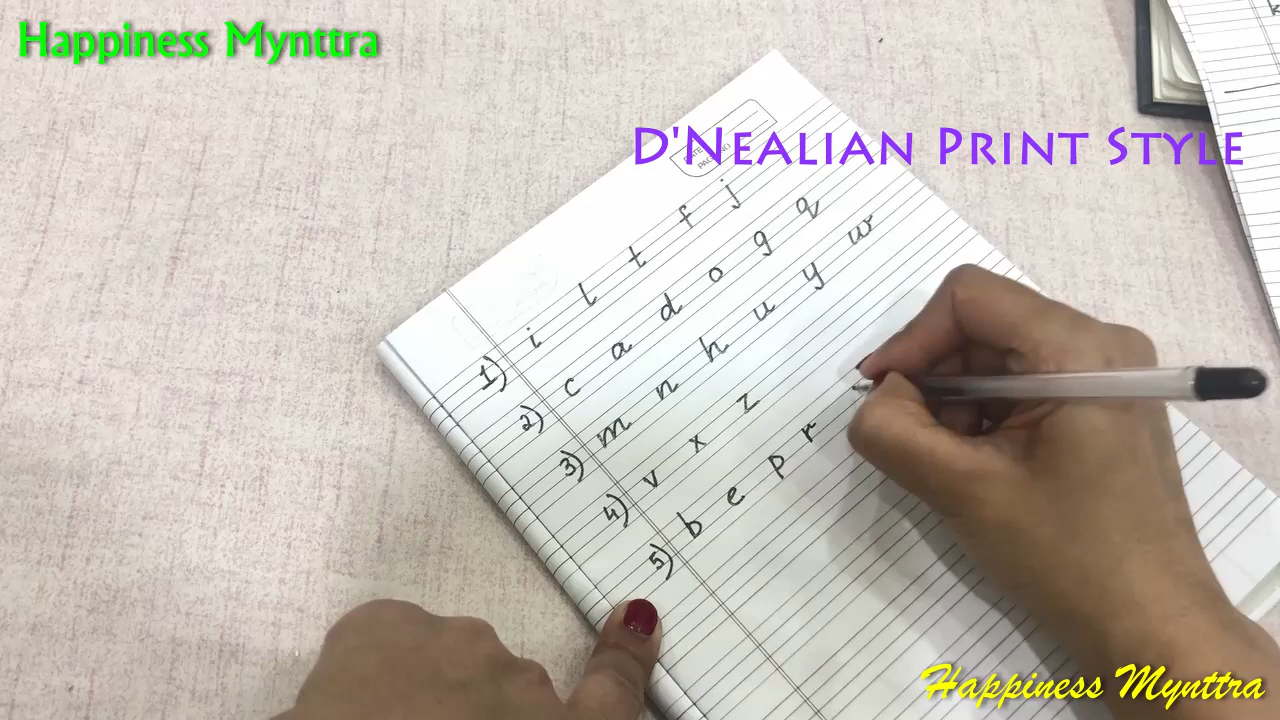 Happiness Mynttra
D'Nealian Print Style
1) i l t f j
2) c a d o g q
3) m n h u y w
4) v x z
5) b e p r
Happiness Mynttra